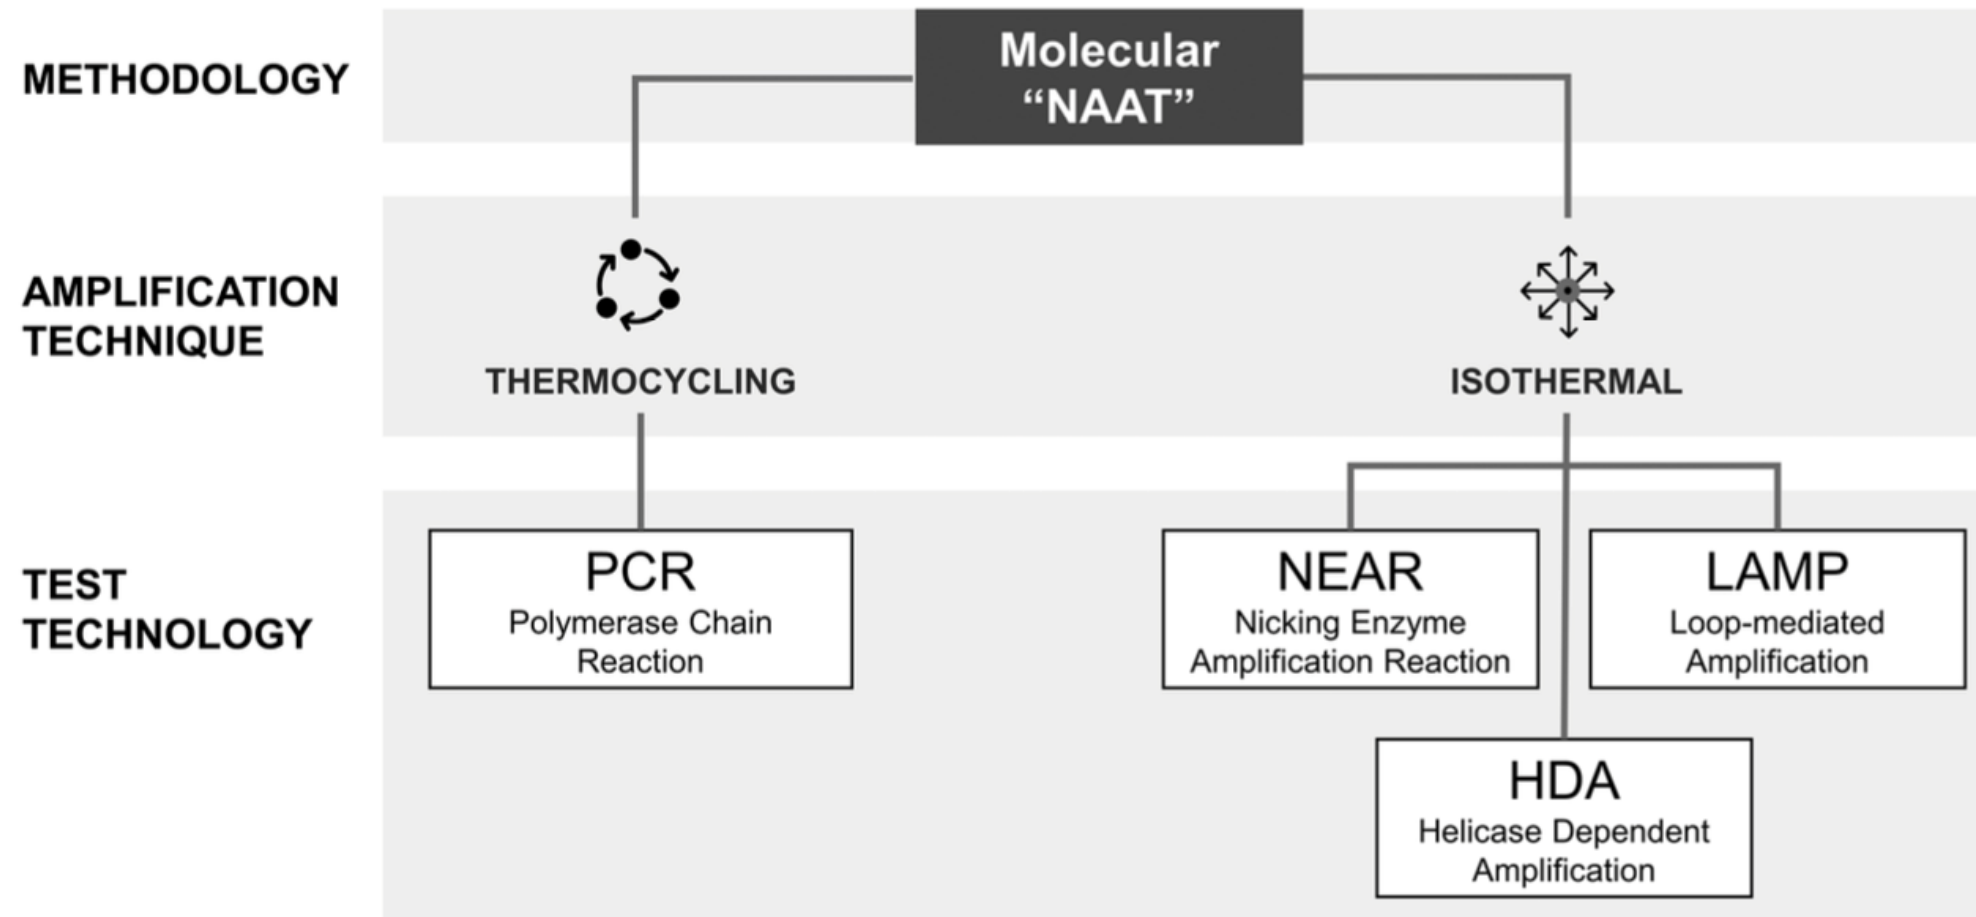 METHODOLOGY
Molecular
“NAAT”
AMPLIFICATION
TECHNIQUE
THERMOCYCLING
ISOTHERMAL
TEST
TECHNOLOGY
PCR
Polymerase Chain
Reaction
NEAR
Nicking Enzyme
Amplification Reaction
LAMP
Loop-mediated
Amplification
HDA
Helicase Dependent
Amplification